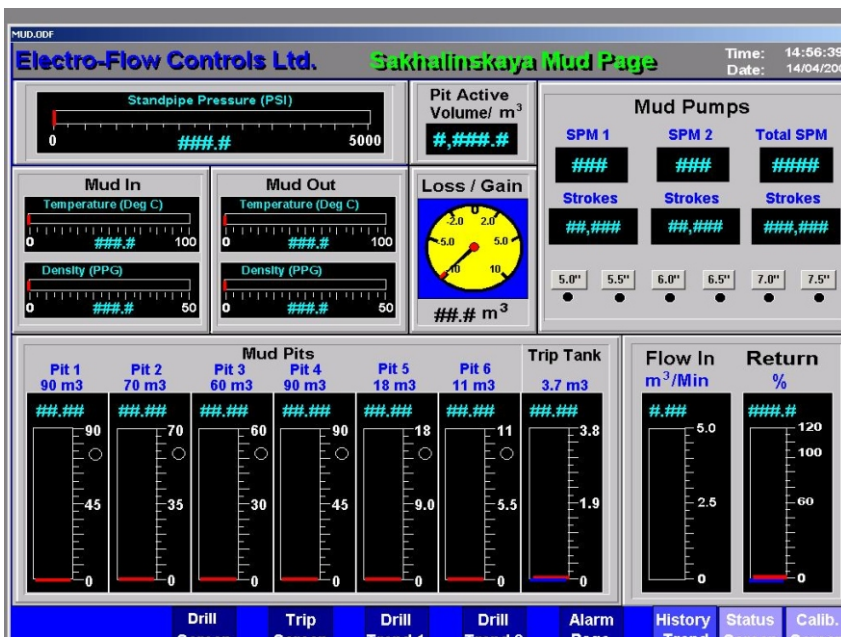 MUD.ODF
Electro-Flow Controls Ltd. Sakhalinskaya Mud Page Time: 14:56:39
Date: 14/04/200
Standpipe Pressure (PSI)
0 ###.# 5000
Pit Active
Volume/ m³
#,###.#
Mud Pumps
SPM 1 SPM 2 Total SPM
### ### ####
Strokes Strokes Strokes
##,### ##,### ###,###
5.0" 5.5" 6.0" 6.5" 7.0" 7.5"
Mud In
Temperature (Deg C)
0 ###.# 100
Density (PPG)
0 ###.# 50
Mud Out
Temperature (Deg C)
0 ###.# 100
Density (PPG)
0 ###.# 50
Loss / Gain
0
-2.0 2.0
-5.0 5.0
-10 10
##.# m³
Mud Pits
Pit 1 Pit 2 Pit 3 Pit 4 Pit 5 Pit 6 Trip Tank
90 m3 70 m3 60 m3 90 m3 18 m3 11 m3 3.7 m3
##.## ##.## ##.## ##.## ##.## ##.## ##.##
90 70 60 90 18 11 3.8
45 35 30 45 9.0 5.5 1.9
0 0 0 0 0 0 0
Flow In Return
m³/Min %
#.## ####.#
5.0 120
100
2.5 60
0 0
Drill Trip Drill Drill Alarm History Status Calib.